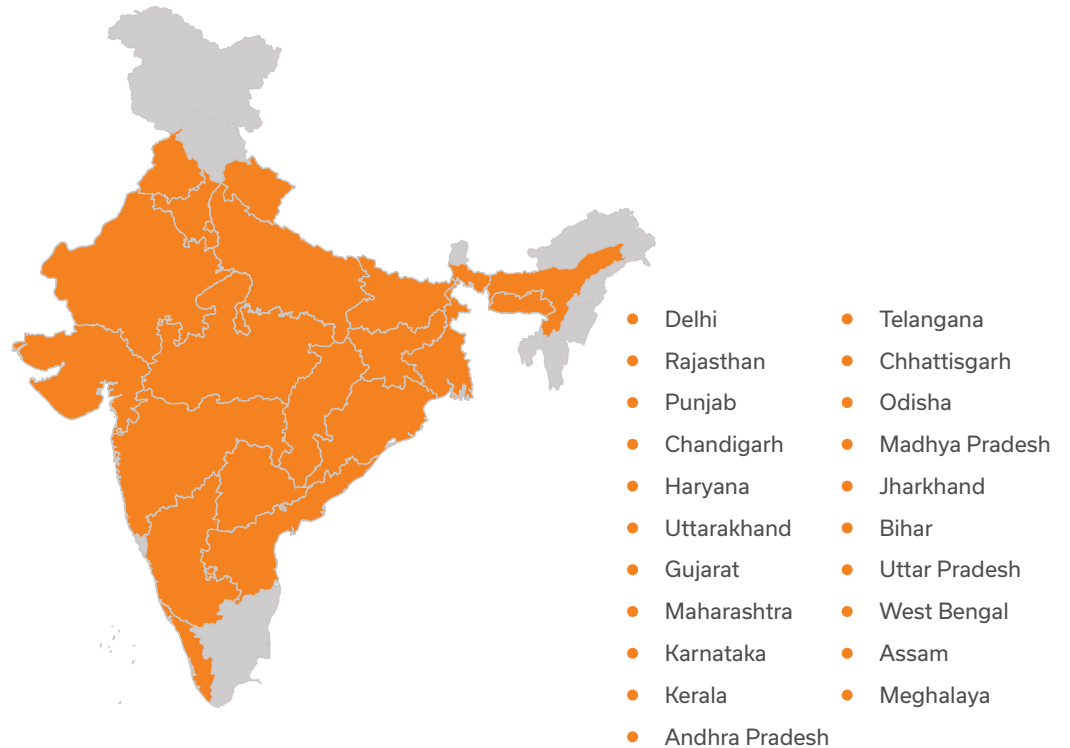 Delhi
Rajasthan
Punjab
Chandigarh
Haryana
Uttarakhand
Gujarat
Maharashtra
Karnataka
Kerala
Andhra Pradesh
Telangana
Chhattisgarh
Odisha
Madhya Pradesh
Jharkhand
Bihar
Uttar Pradesh
West Bengal
Assam
Meghalaya